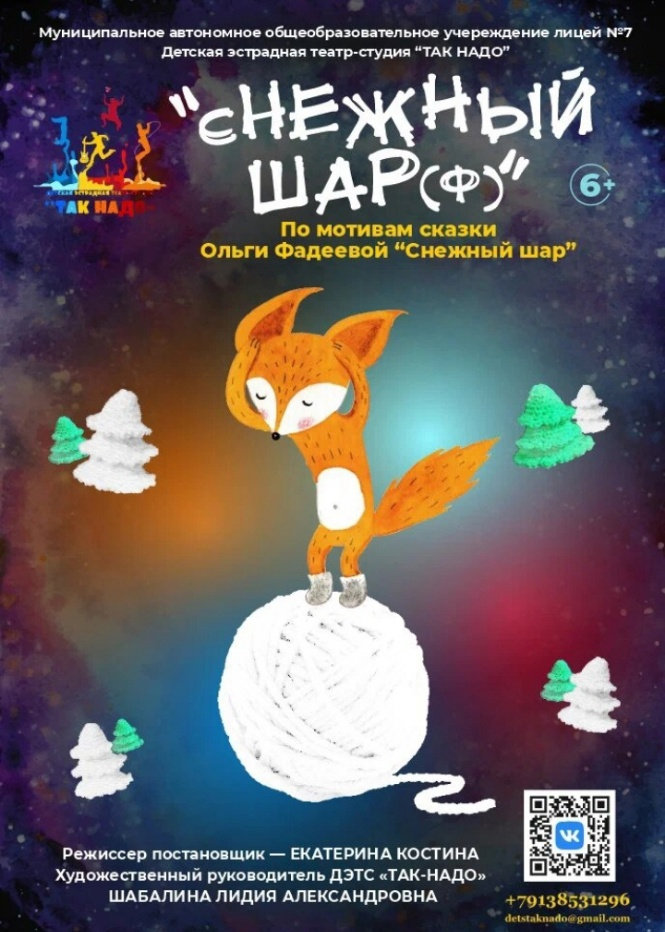 Муниципальное автономное общеобразовательное учереждение лицей №7
Детская эстрадная театр-студия “ТАК НАДО”
"сНЕЖНЫЙ
ШАР(ф)"
6+
ТАК НАДО
По мотивам сказки
Ольги Фадеевой “Снежный шар”
Режиссер постановщик — ЕКАТЕРИНА КОСТИНА
Художественный руководитель ДЭТС «ТАК-НАДО»
ШАБАЛИНА ЛИДИЯ АЛЕКСАНДРОВНА
+79138531296
detstaknado@gmail.com